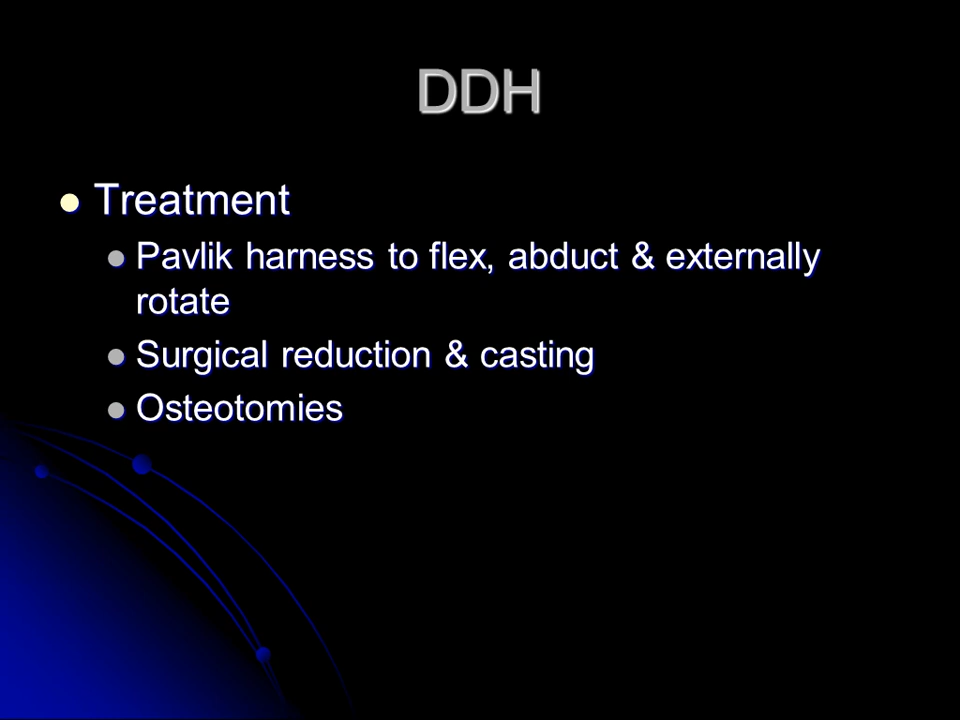 DDH
Treatment
Pavlik harness to flex, abduct & externally
rotate
Surgical reduction & casting
Osteotomies